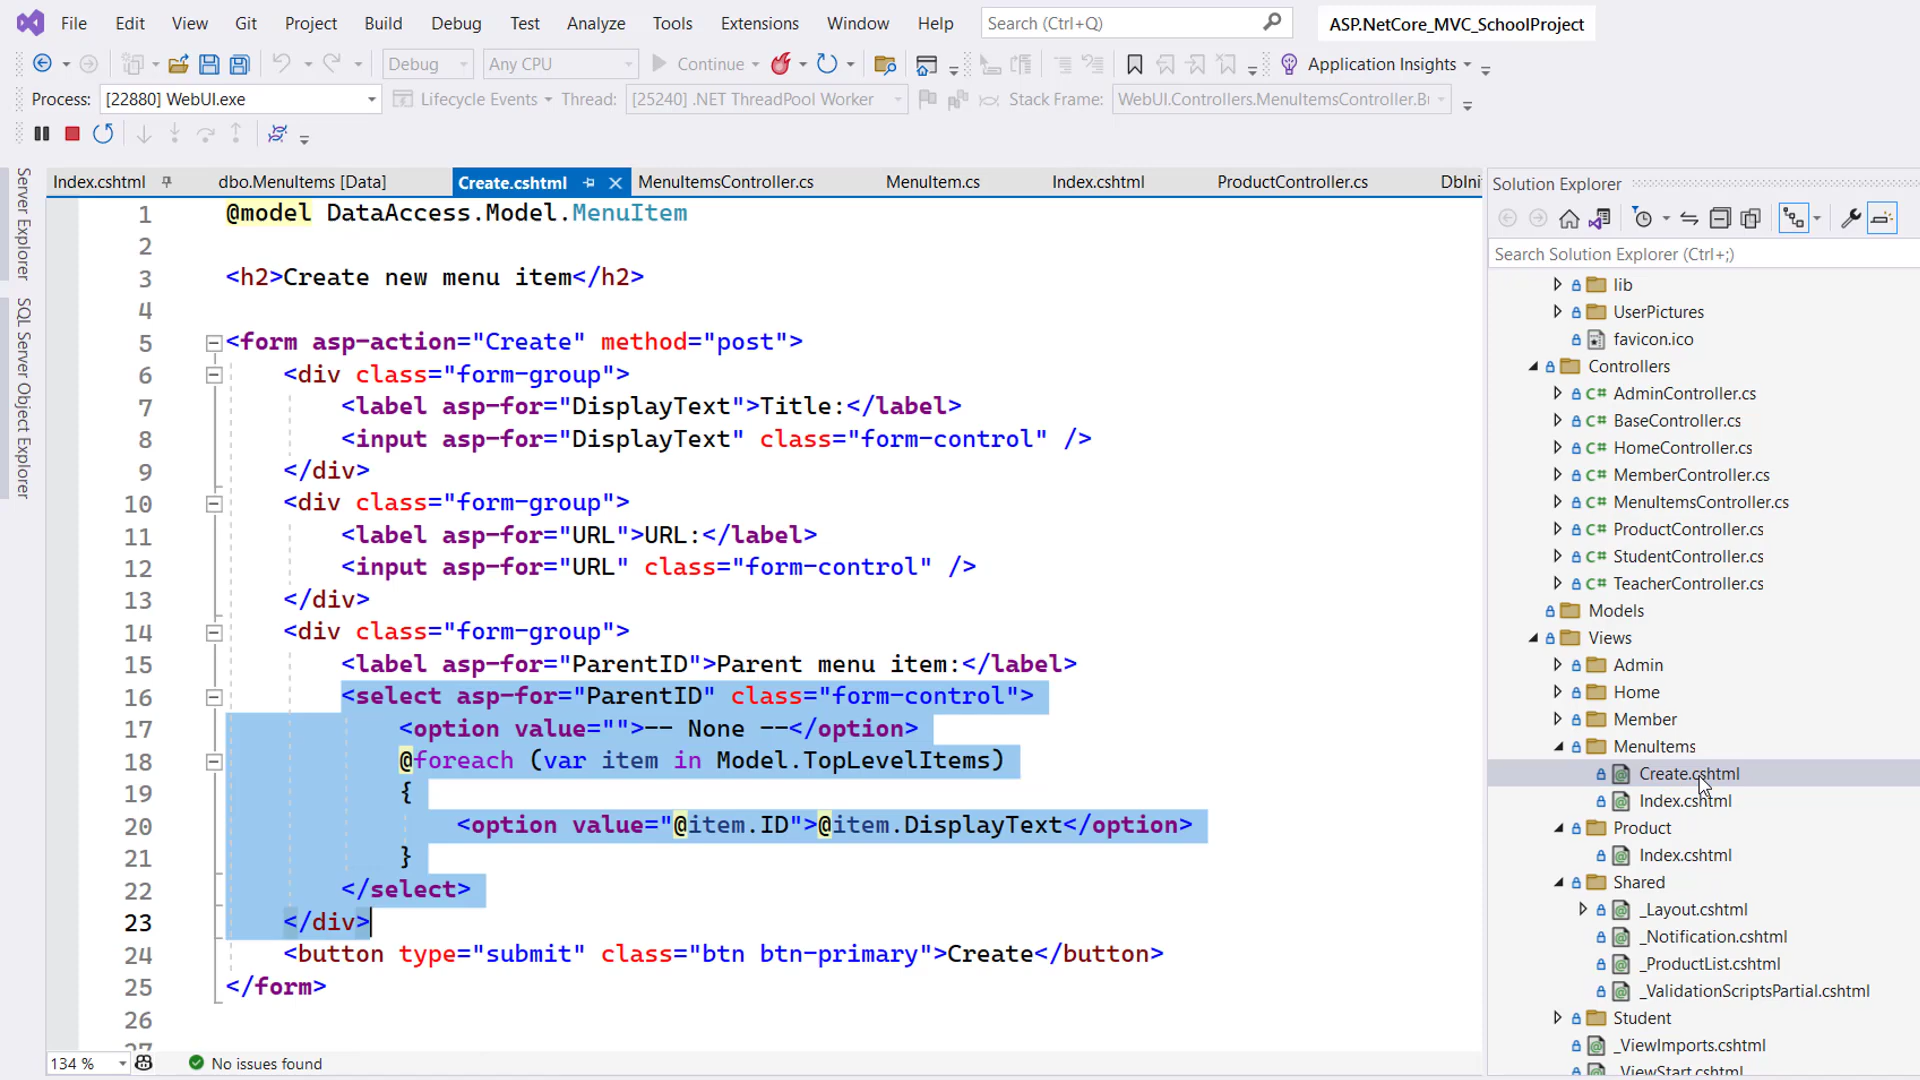 File Edit View Git Project Build Debug Test Analyze Tools Extensions Window Help Search (Ctrl+Q) ASP.NetCore_MVC_SchoolProject
Debug Any CPU Continue Application Insights
Process: [22880] WebUI.exe Lifecycle Events Thread: [25240] .NET ThreadPool Worker Stack Frame: WebUI.Controllers.MenuItemsController.B
Server Explorer
SQL Server Object Explorer
Index.cshtml dbo.MenuItems [Data] Create.cshtml MenuItemsController.cs MenuItem.cs Index.cshtml ProductController.cs DbIni
1 @model DataAccess.Model.MenuItem
2
3 <h2>Create new menu item</h2>
4
5 <form asp-action="Create" method="post">
6 <div class="form-group">
7 <label asp-for="DisplayText">Title:</label>
8 <input asp-for="DisplayText" class="form-control" />
9 </div>
10 <div class="form-group">
11 <label asp-for="URL">URL:</label>
12 <input asp-for="URL" class="form-control" />
13 </div>
14 <div class="form-group">
15 <label asp-for="ParentID">Parent menu item:</label>
16 <select asp-for="ParentID" class="form-control">
17 <option value="">-- None --</option>
18 @foreach (var item in Model.TopLevelItems)
19 {
20 <option value="@item.ID">@item.DisplayText</option>
21 }
22 </select>
23 </div>
24 <button type="submit" class="btn btn-primary">Create</button>
25 </form>
26
27
134 % No issues found
Solution Explorer
Search Solution Explorer (Ctrl+;)
lib
UserPictures
favicon.ico
Controllers
C# AdminController.cs
C# BaseController.cs
C# HomeController.cs
C# MemberController.cs
C# MenuItemsController.cs
C# ProductController.cs
C# StudentController.cs
C# TeacherController.cs
Models
Views
Admin
Home
Member
MenuItems
Create.cshtml
Index.cshtml
Product
Index.cshtml
Shared
_Layout.cshtml
_Notification.cshtml
_ProductList.cshtml
_ValidationScriptsPartial.cshtml
Student
_ViewImports.cshtml
_ViewStart.cshtml